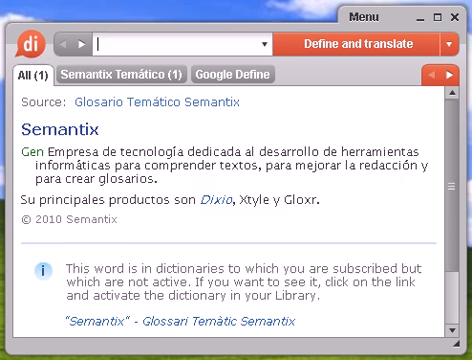 Menu
di
Define and translate
All (1) Semantix Temático (1) Google Define
Source: Glosario Temático Semantix
Semantix
Gen Empresa de tecnología dedicada al desarrollo de herramientas
informáticas para comprender textos, para mejorar la redacción y
para crear glosarios.
Su principales productos son Dixio, Xtyle y Gloxr.
© 2010 Semantix
i
This word is in dictionaries to which you are subscribed but
which are not active. If you want to see it, click on the link
and activate the dictionary in your Library.
"Semantix" - Glossari Temàtic Semantix